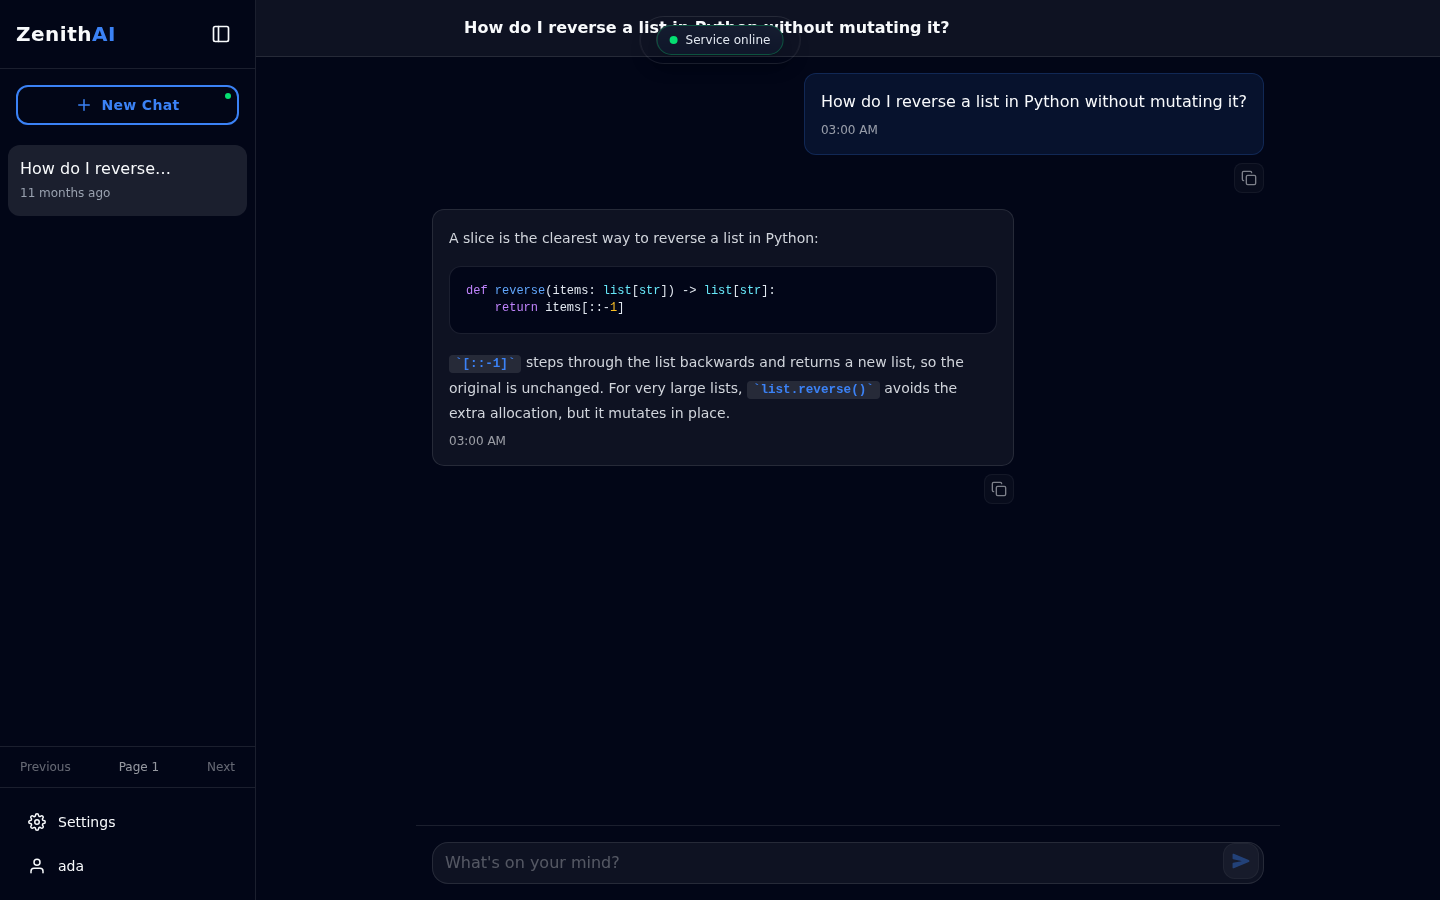 ZenithAI
New Chat
How do I reverse...
11 months ago
Previous
Page 1
Next
Settings
ada
How do I reverse a list in Python without mutating it?
Service online
How do I reverse a list in Python without mutating it?
03:00 AM
A slice is the clearest way to reverse a list in Python:
def reverse(items: list[str]) -> list[str]:
    return items[::-1]
`[::-1]` steps through the list backwards and returns a new list, so the
original is unchanged. For very large lists, `list.reverse()` avoids the
extra allocation, but it mutates in place.
03:00 AM
What's on your mind?